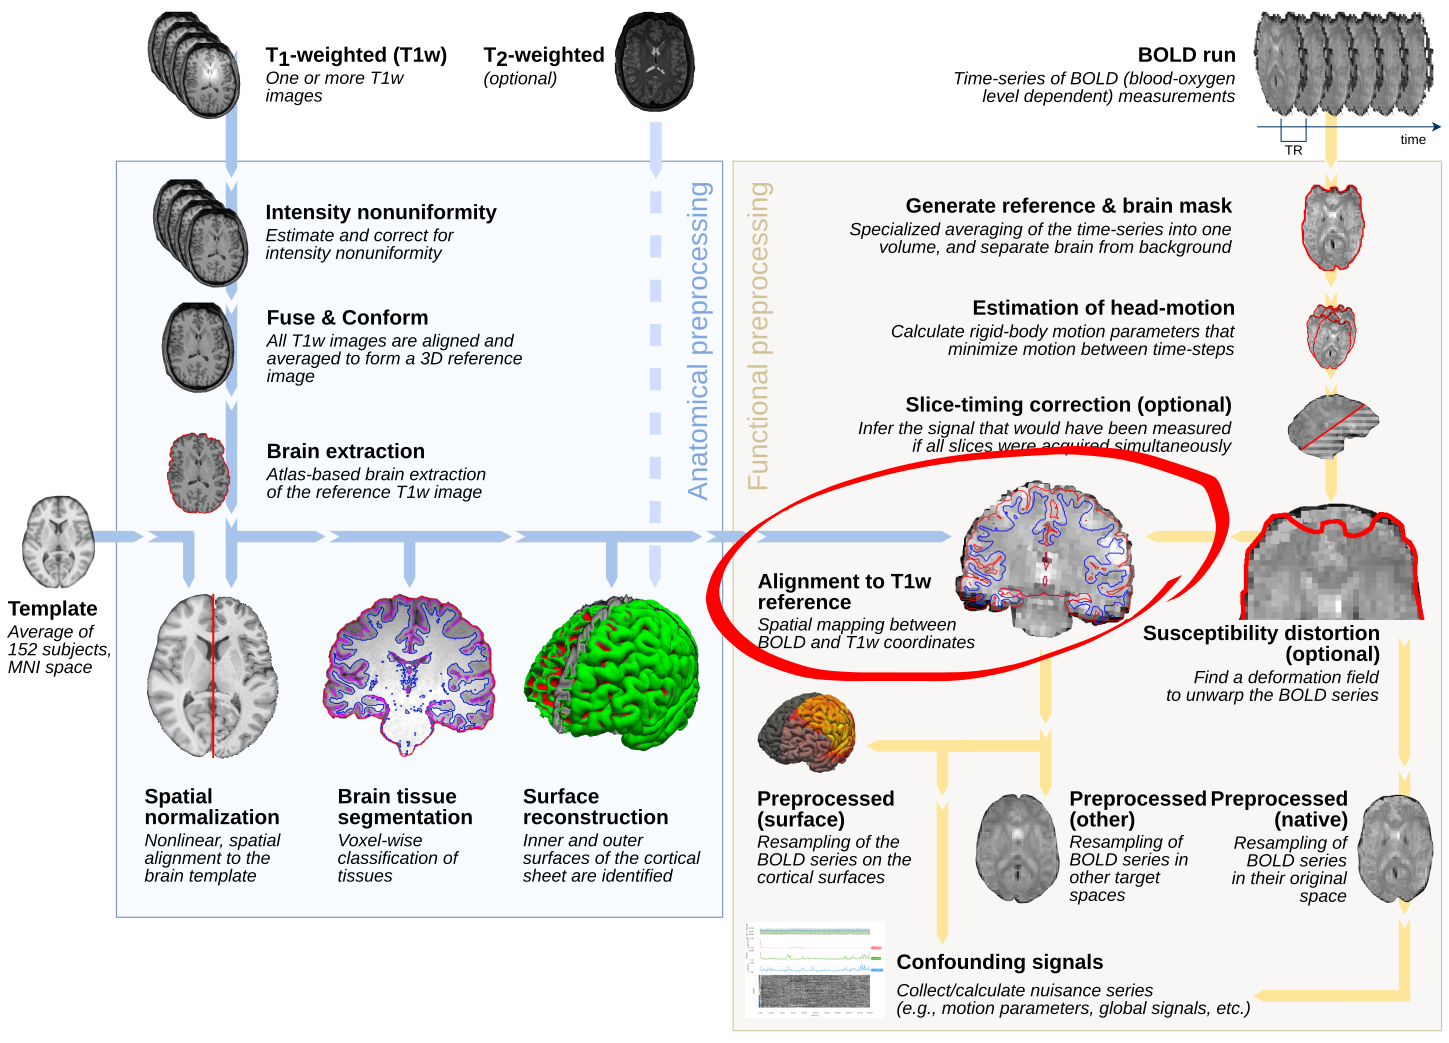 T1-weighted (T1w)
One or more T1w
images
T2-weighted
(optional)
BOLD run
Time-series of BOLD (blood-oxygen
level dependent) measurements
time
TR
Anatomical preprocessing
Intensity nonuniformity
Estimate and correct for
intensity nonuniformity
Fuse & Conform
All T1w images are aligned and
averaged to form a 3D reference
image
Brain extraction
Atlas-based brain extraction
of the reference T1w image
Template
Average of
152 subjects,
MNI space
Spatial
normalization
Nonlinear, spatial
alignment to the
brain template
Brain tissue
segmentation
Voxel-wise
classification of
tissues
Surface
reconstruction
Inner and outer
surfaces of the cortical
sheet are identified
Functional preprocessing
Generate reference & brain mask
Specialized averaging of the time-series into one
volume, and separate brain from background
Estimation of head-motion
Calculate rigid-body motion parameters that
minimize motion between time-steps
Slice-timing correction (optional)
Infer the signal that would have been measured
if all slices were acquired simultaneously
Alignment to T1w
reference
Spatial mapping between
BOLD and T1w coordinates
Susceptibility distortion
(optional)
Find a deformation field
to unwarp the BOLD series
Preprocessed
(surface)
Resampling of the
BOLD series on the
cortical surfaces
Preprocessed
(other)
Resampling of
BOLD series in
other target
spaces
Preprocessed
(native)
Resampling of
BOLD series
in their original
space
Confounding signals
Collect/calculate nuisance series
(e.g., motion parameters, global signals, etc.)